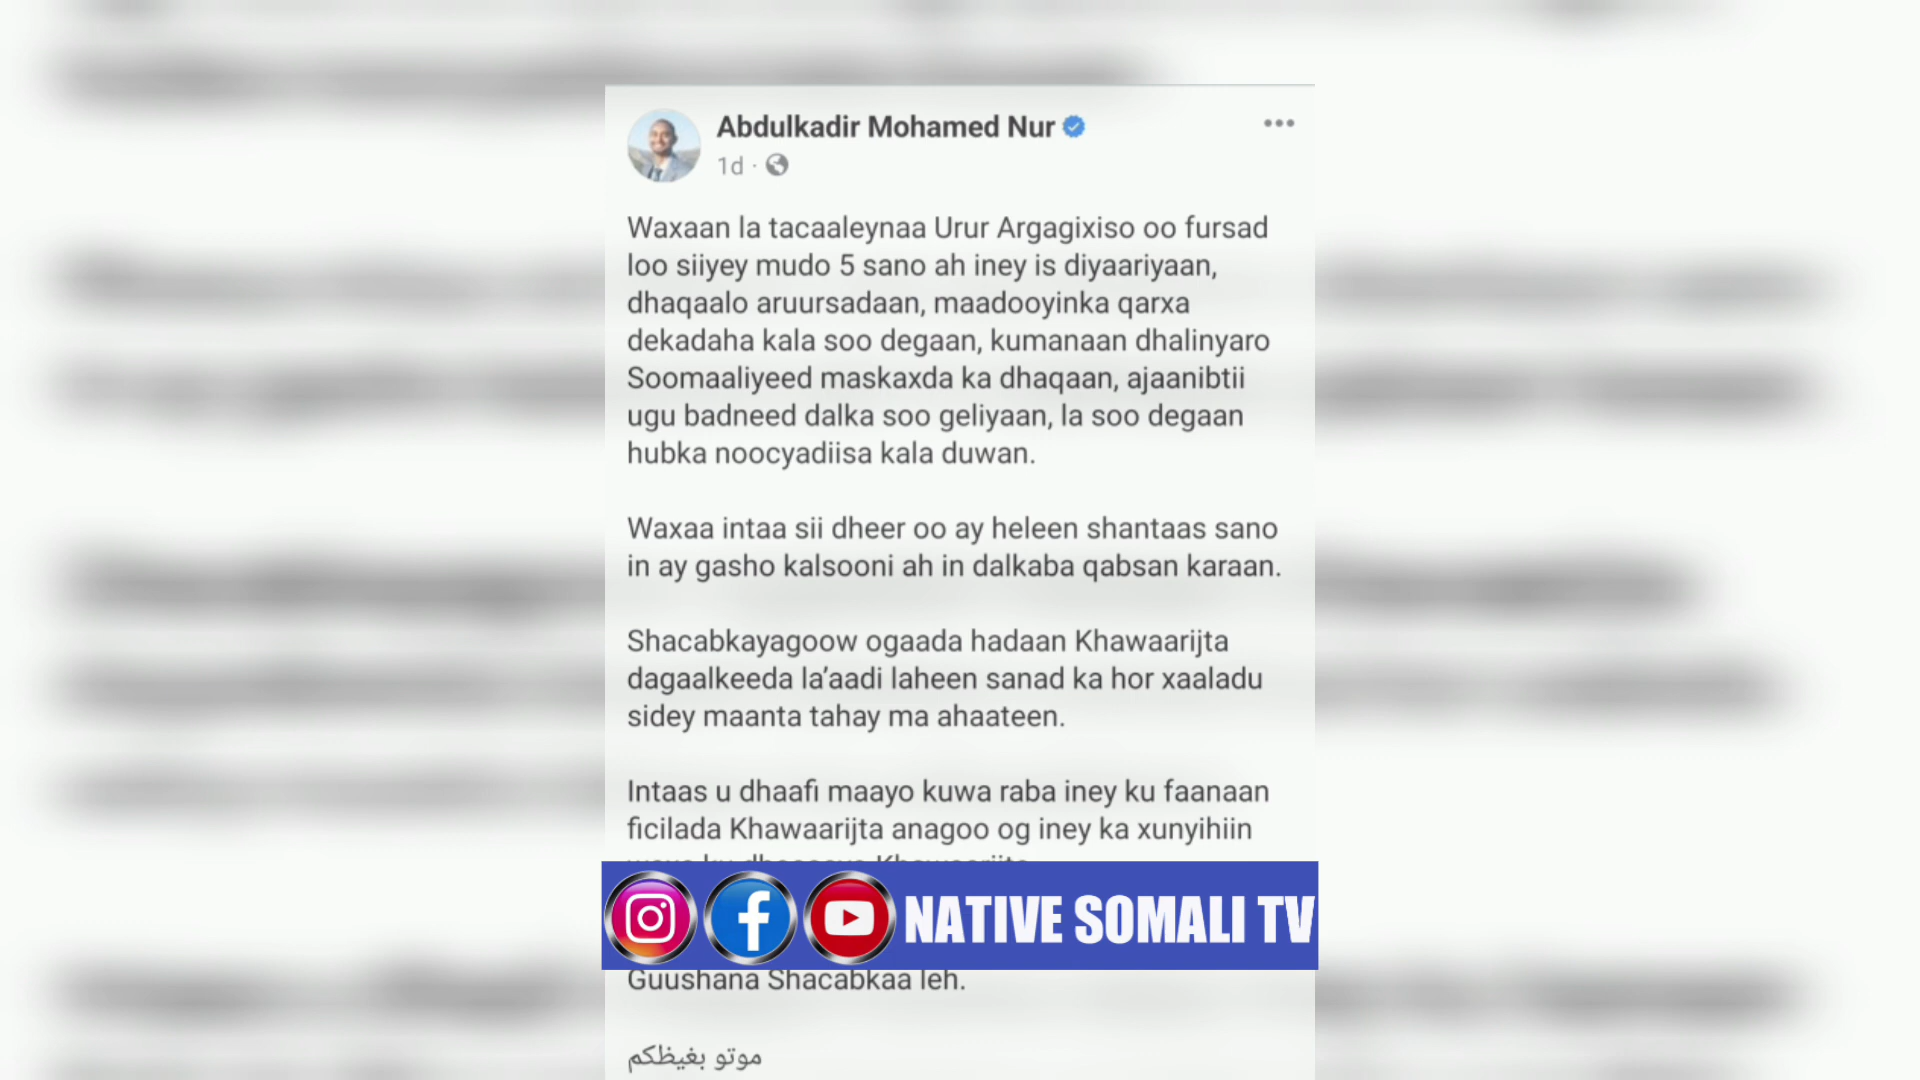 Abdulkadir Mohamed Nur
1d ·
Waxaan la tacaaleynaa Urur Argagixiso oo fursad
loo siiyey mudo 5 sano ah iney is diyaariyaan,
dhaqaalo aruursadaan, maadooyinka qarxa
dekadaha kala soo degaan, kumanaan dhalinyaro
Soomaaliyeed maskaxda ka dhaqaan, ajaanibtii
ugu badneed dalka soo geliyaan, la soo degaan
hubka noocyadiisa kala duwan.
Waxaa intaa sii dheer oo ay heleen shantaas sano
in ay gasho kalsooni ah in dalkaba qabsan karaan.
Shacabkayagoow ogaada hadaan Khawaarijta
dagaalkeeda la’aadi laheen sanad ka hor xaaladu
sidey maanta tahay ma ahaateen.
Intaas u dhaafi maayo kuwa raba iney ku faanaan
ficilada Khawaarijta anagoo og iney ka xunyihiin
NATIVE SOMALI TV
Guushana Shacabkaa leh.
موتو بغيظكم